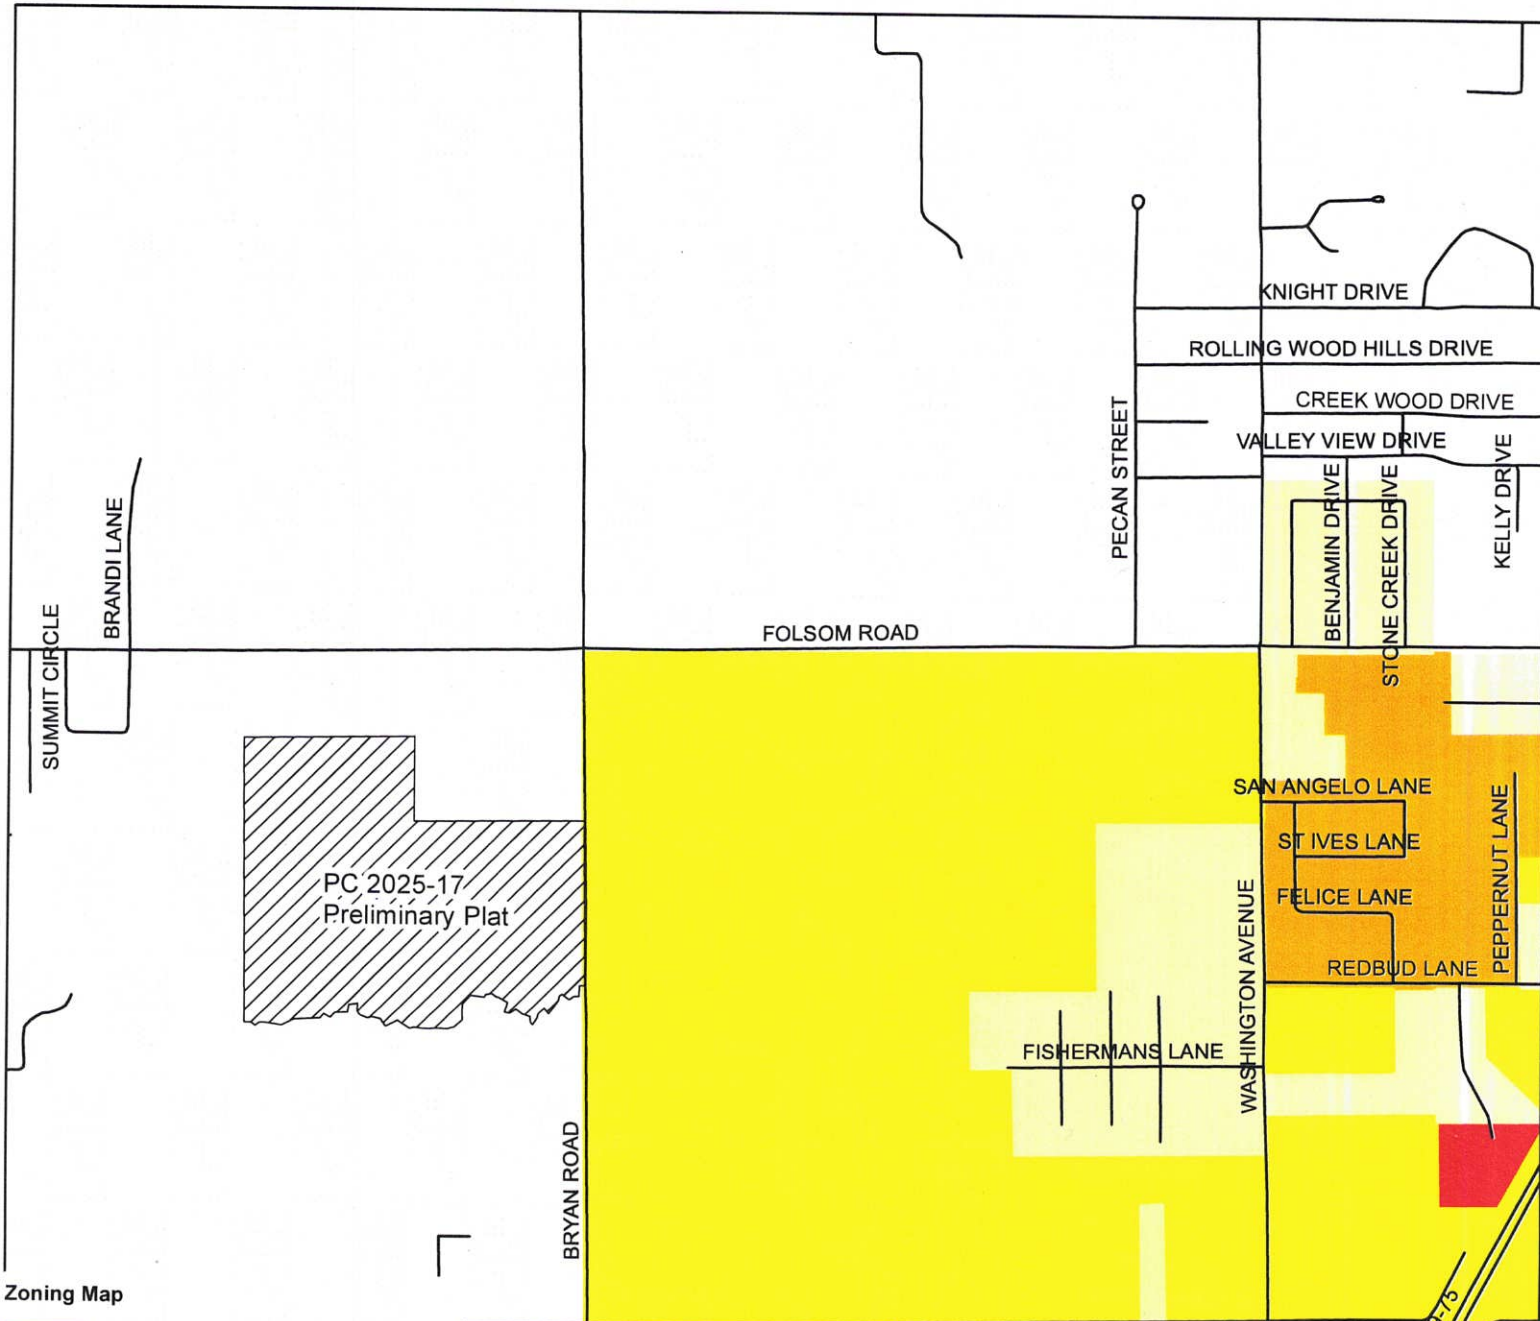 KNIGHT DRIVE
ROLLING WOOD HILLS DRIVE
CREEK WOOD DRIVE
VALLEY VIEW DRIVE
PECAN STREET
BENJAMIN DRIVE
STONE CREEK DRIVE
KELLY DRIVE
BRANDI LANE
SUMMIT CIRCLE
FOLSOM ROAD
SAN ANGELO LANE
ST IVES LANE
FELICE LANE
PEPPERNUT LANE
REDBUD LANE
PC 2025-17
Preliminary Plat
WASHINGTON AVENUE
FISHERMANS LANE
BRYAN ROAD
Zoning Map